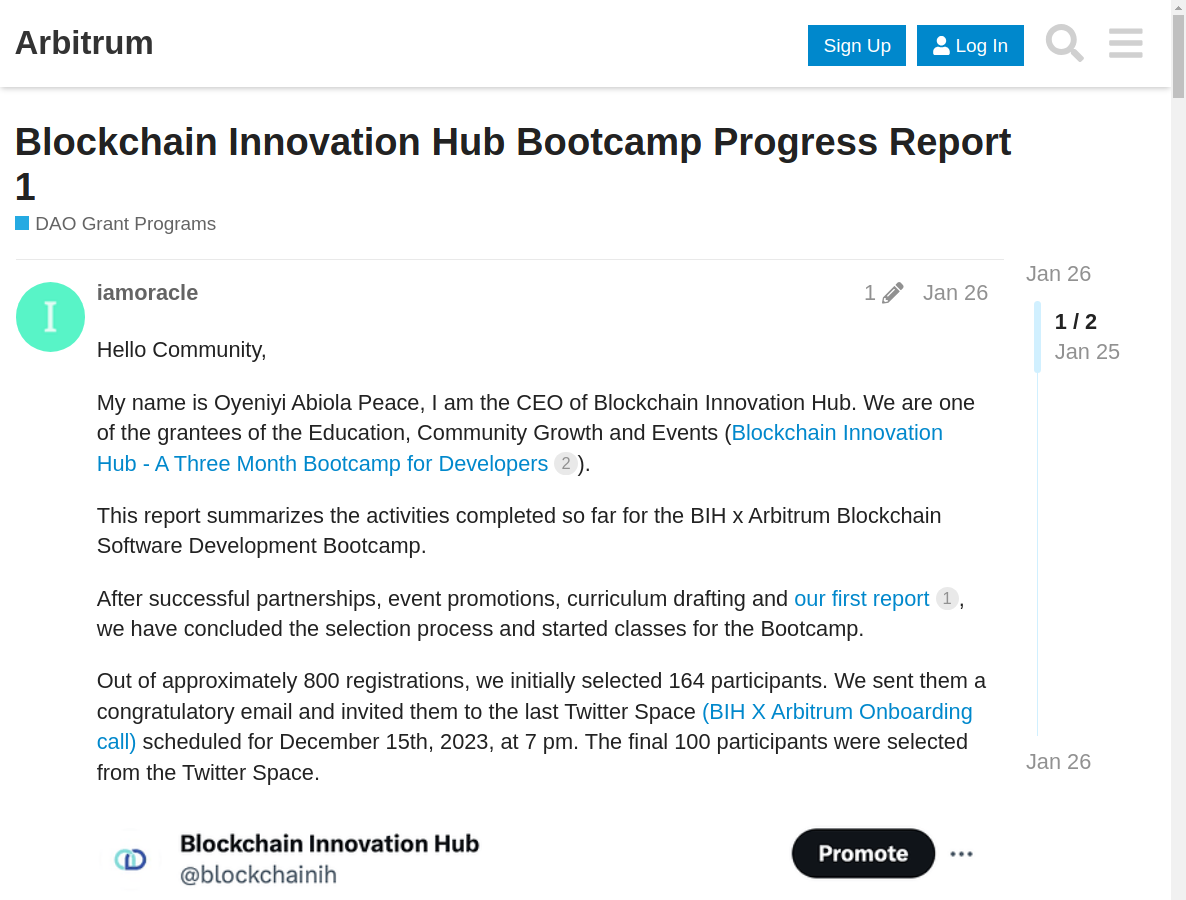 Arbitrum
Sign Up
Log In
Blockchain Innovation Hub Bootcamp Progress Report
1
DAO Grant Programs
Jan 26
I
iamoracle
1
Jan 26
1 / 2
Jan 25
Hello Community,
My name is Oyeniyi Abiola Peace, I am the CEO of Blockchain Innovation Hub. We are one
of the grantees of the Education, Community Growth and Events (Blockchain Innovation
Hub - A Three Month Bootcamp for Developers 2 ).
This report summarizes the activities completed so far for the BIH x Arbitrum Blockchain
Software Development Bootcamp.
After successful partnerships, event promotions, curriculum drafting and our first report 1 ,
we have concluded the selection process and started classes for the Bootcamp.
Out of approximately 800 registrations, we initially selected 164 participants. We sent them a
congratulatory email and invited them to the last Twitter Space (BIH X Arbitrum Onboarding
call) scheduled for December 15th, 2023, at 7 pm. The final 100 participants were selected
from the Twitter Space.
Jan 26
Blockchain Innovation Hub
@blockchainih
Promote